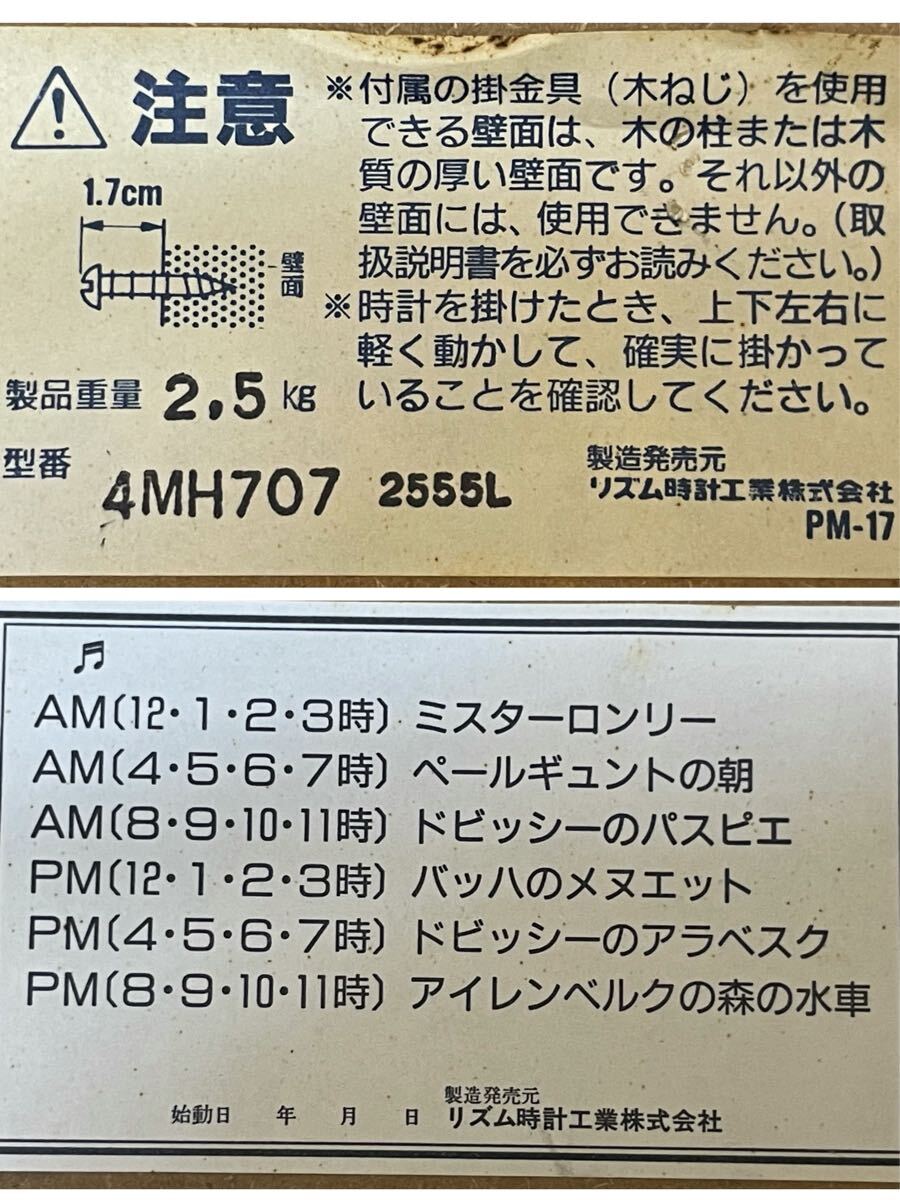 注意
※付属の掛金具（木ねじ）を使用
できる壁面は、木の柱または木
質の厚い壁面です。それ以外の
壁面には、使用できません。（取
扱説明書を必ずお読みください。）
※時計を掛けたとき、上下左右に
軽く動かして、確実に掛かって
いることを確認してください。
1.7cm
壁面
製品重量 2.5kg
型番 4MH707 2555L
製造発売元
リズム時計工業株式会社
PM-17
AM(12・1・2・3時) ミスターロンリー
AM(4・5・6・7時) ペールギュントの朝
AM(8・9・10・11時) ドビッシーのパスピエ
PM(12・1・2・3時) バッハのメヌエット
PM(4・5・6・7時) ドビッシーのアラベスク
PM(8・9・10・11時) アイレンベルクの森の水車
製造発売元
始動日 年 月 日 リズム時計工業株式会社